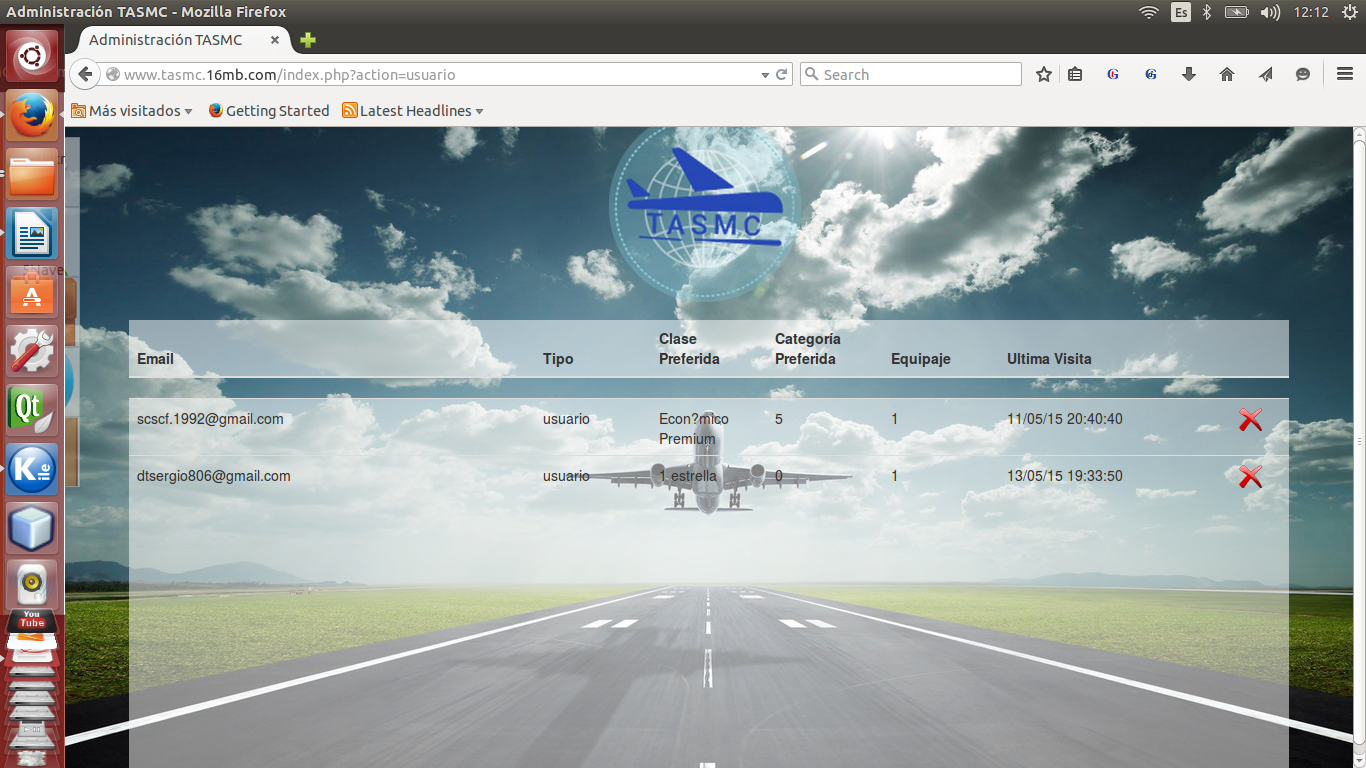 Administración TASMC - Mozilla Firefox
Es
12:12
Administración TASMC
www.tasmc.16mb.com/index.php?action=usuario
Search
Más visitados
Getting Started
Latest Headlines
TASMC
Email
Tipo
Clase Preferida
Categoría Preferida
Equipaje
Ultima Visita
scscf.1992@gmail.com
usuario
Econ?mico Premium
5
1
11/05/15 20:40:40
dtsergio806@gmail.com
usuario
1 estrella
0
1
13/05/15 19:33:50
Qt
Kile
You
Tube